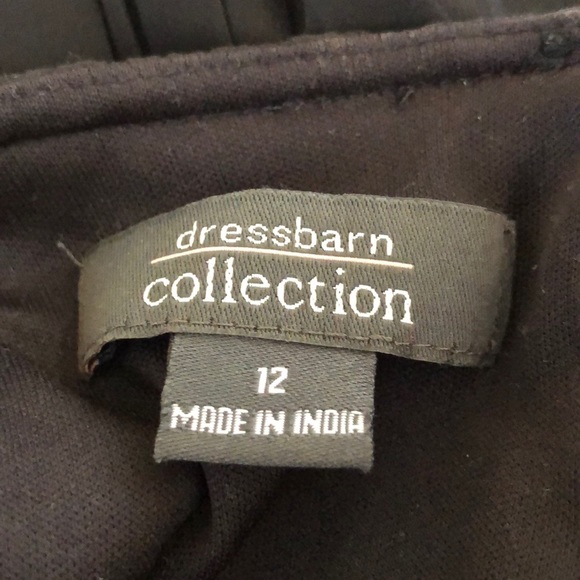 dressbarn
collection
12
MADE IN INDIA